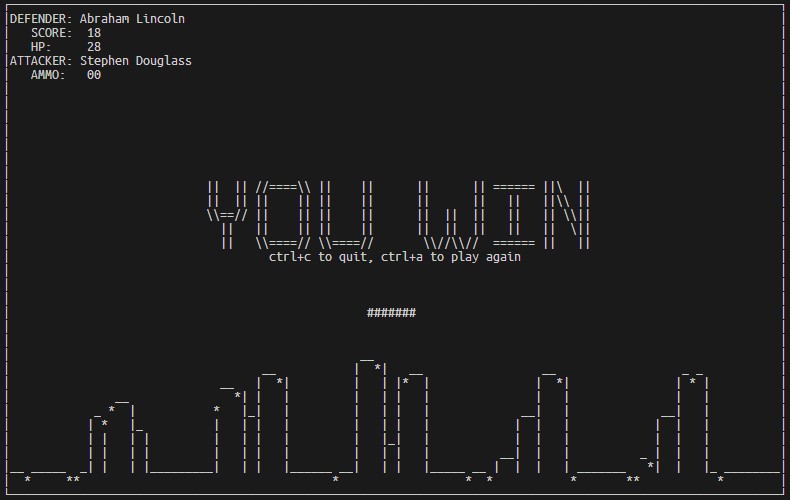 DEFENDER: Abraham Lincoln
SCORE: 18
HP: 28
ATTACKER: Stephen Douglass
AMMO: 00
YOU WIN
ctrl+c to quit, ctrl+a to play again
#######